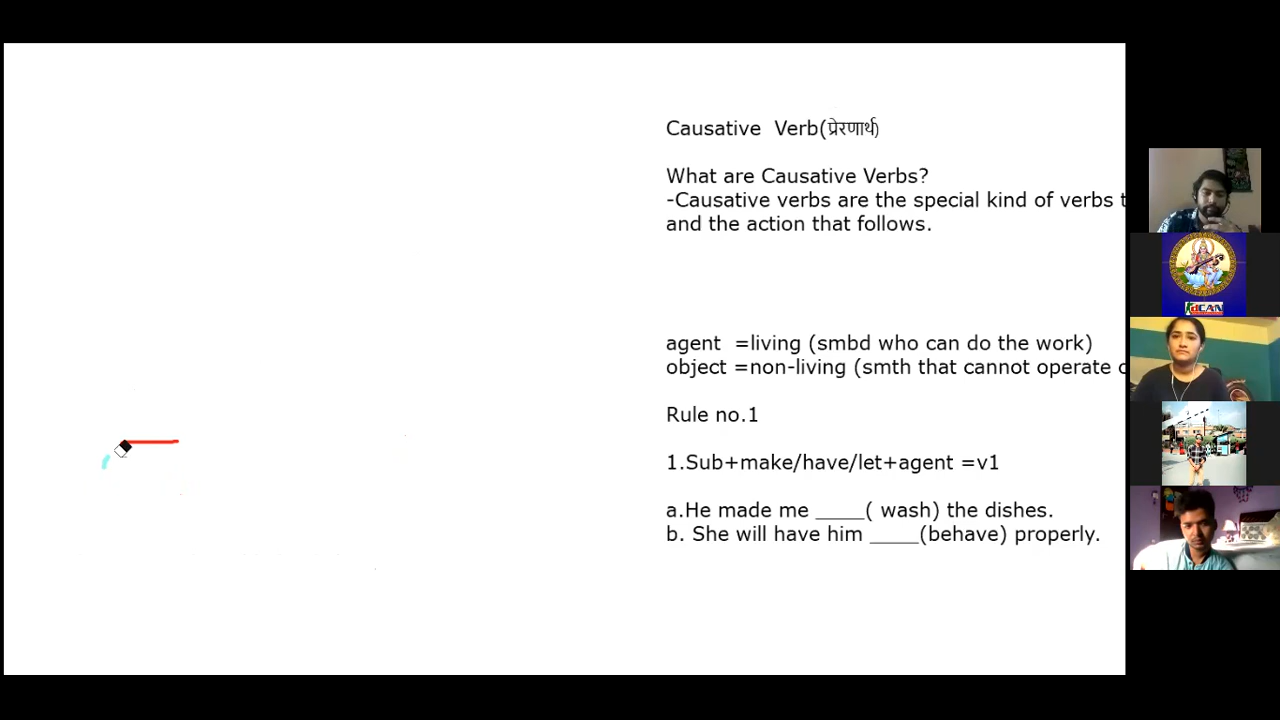 Causative Verb(प्रेरणार्थ)
What are Causative Verbs?
-Causative verbs are the special kind of verbs
and the action that follows.
agent =living (smbd who can do the work)
object =non-living (smth that cannot operate
Rule no.1
1.Sub+make/have/let+agent =v1
a.He made me ____( wash) the dishes.
b. She will have him ____(behave) properly.